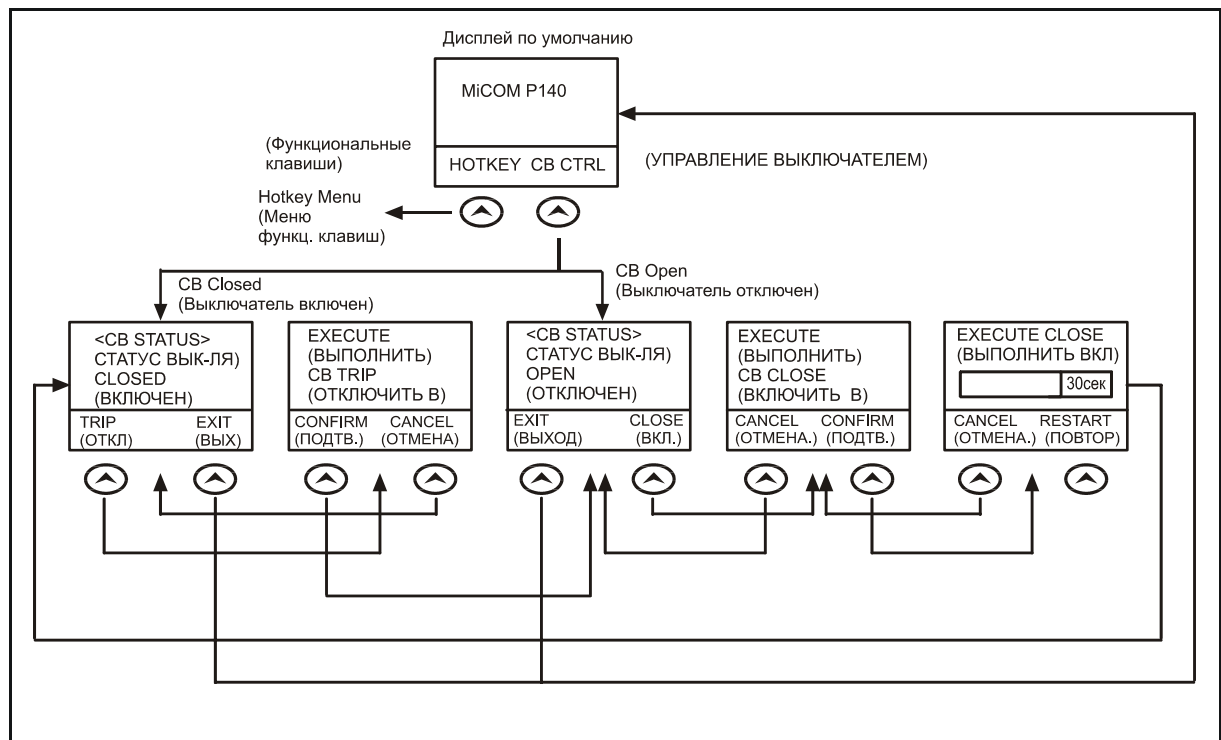 Дисплей по умолчанию
MiCOM P140
(Функциональные
клавиши)
HOTKEY CB CTRL
(УПРАВЛЕНИЕ ВЫКЛЮЧАТЕЛЕМ)
Hotkey Menu
(Меню
функц. клавиш)
CB Closed
(Выключатель включен)
CB Open
(Выключатель отключен)
<CB STATUS>
СТАТУС ВЫК-ЛЯ)
CLOSED
(ВКЛЮЧЕН)
TRIP EXIT
(ОТКЛ) (ВЫХ)
EXECUTE
(ВЫПОЛНИТЬ)
CB TRIP
(ОТКЛЮЧИТЬ В)
CONFIRM CANCEL
(ПОДТВ.) (ОТМЕНА)
<CB STATUS>
СТАТУС ВЫК-ЛЯ)
OPEN
(ОТКЛЮЧЕН)
EXIT CLOSE
(ВЫХОД) (ВКЛ.)
EXECUTE
(ВЫПОЛНИТЬ)
CB CLOSE
(ВКЛЮЧИТЬ В)
CANCEL CONFIRM
(ОТМЕНА.) (ПОДТВ.)
EXECUTE CLOSE
(ВЫПОЛНИТЬ ВКЛ)
30сек
CANCEL RESTART
(ОТМЕНА.) (ПОВТОР)